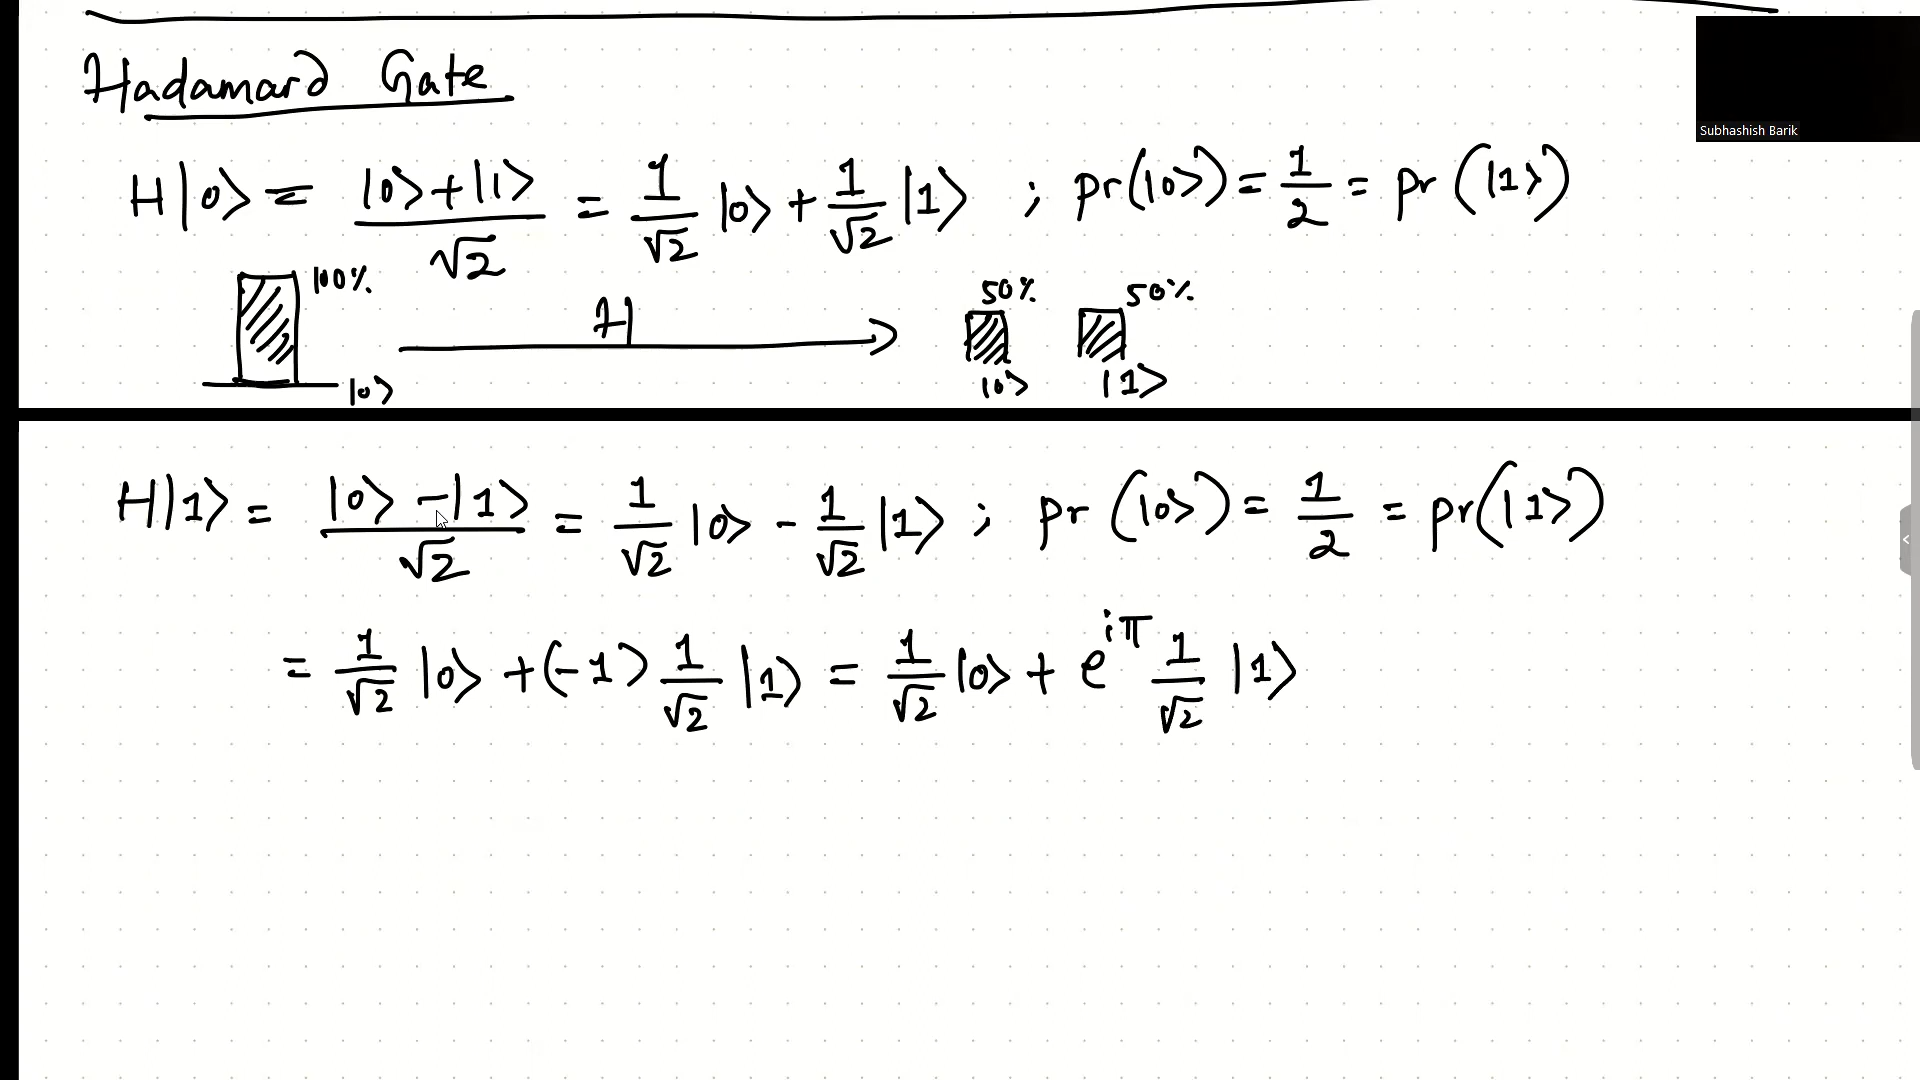 Hadamard Gate
Subhashish Barik
H|0> = |0>+|1> / √2 = 1/√2 |0> + 1/√2 |1> ; pr(|0>) = 1/2 = pr(|1>)
100% H 50% 50%
|0> |0> |1>
H|1> = |0> -|1> / √2 = 1/√2 |0> - 1/√2 |1> ; pr(|0>) = 1/2 = pr(|1>)
= 1/√2 |0> +(-1) 1/√2 |1> = 1/√2 |0> + e^{iπ} 1/√2 |1>